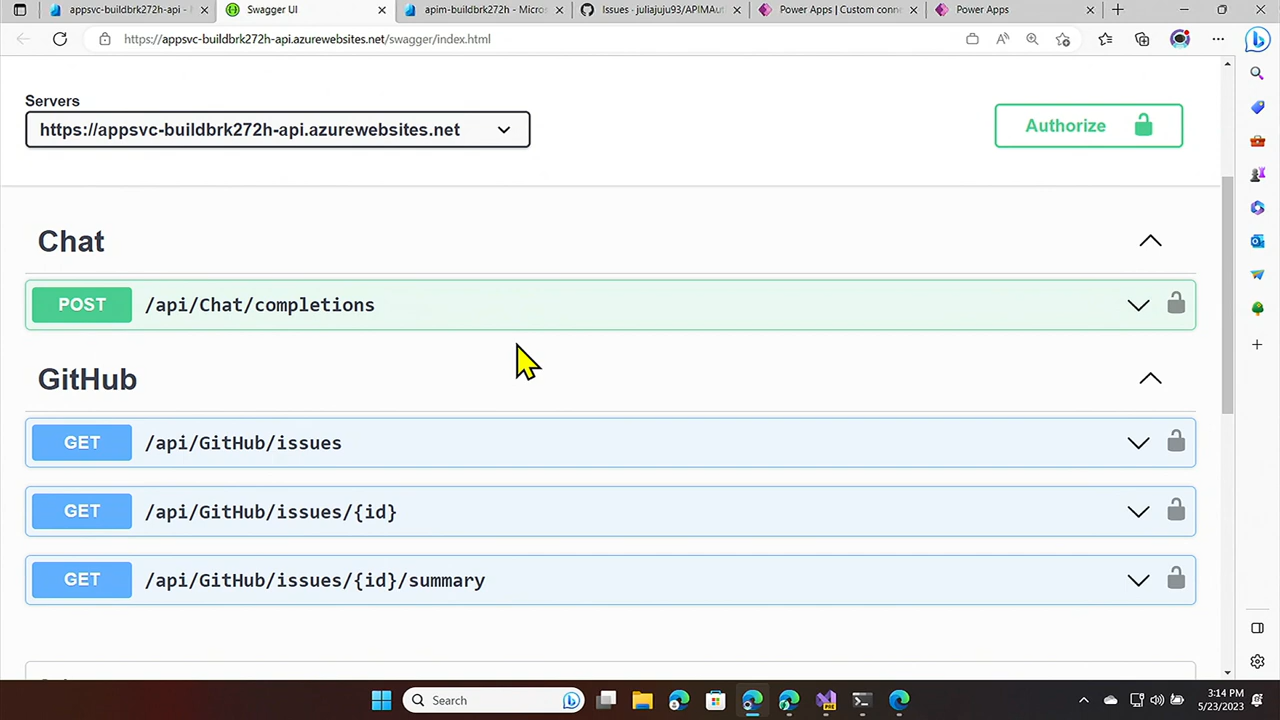 appsvc-buildbrk272h-api - 
Swagger UI
apim-buildbrk272h - Micros
Issues · juliajuju93/APIMAut
Power Apps | Custom conn
Power Apps
https://appsvc-buildbrk272h-api.azurewebsites.net/swagger/index.html
Servers
https://appsvc-buildbrk272h-api.azurewebsites.net
Authorize
Chat
POST /api/Chat/completions
GitHub
GET /api/GitHub/issues
GET /api/GitHub/issues/{id}
GET /api/GitHub/issues/{id}/summary
Search
3:14 PM
5/23/2023